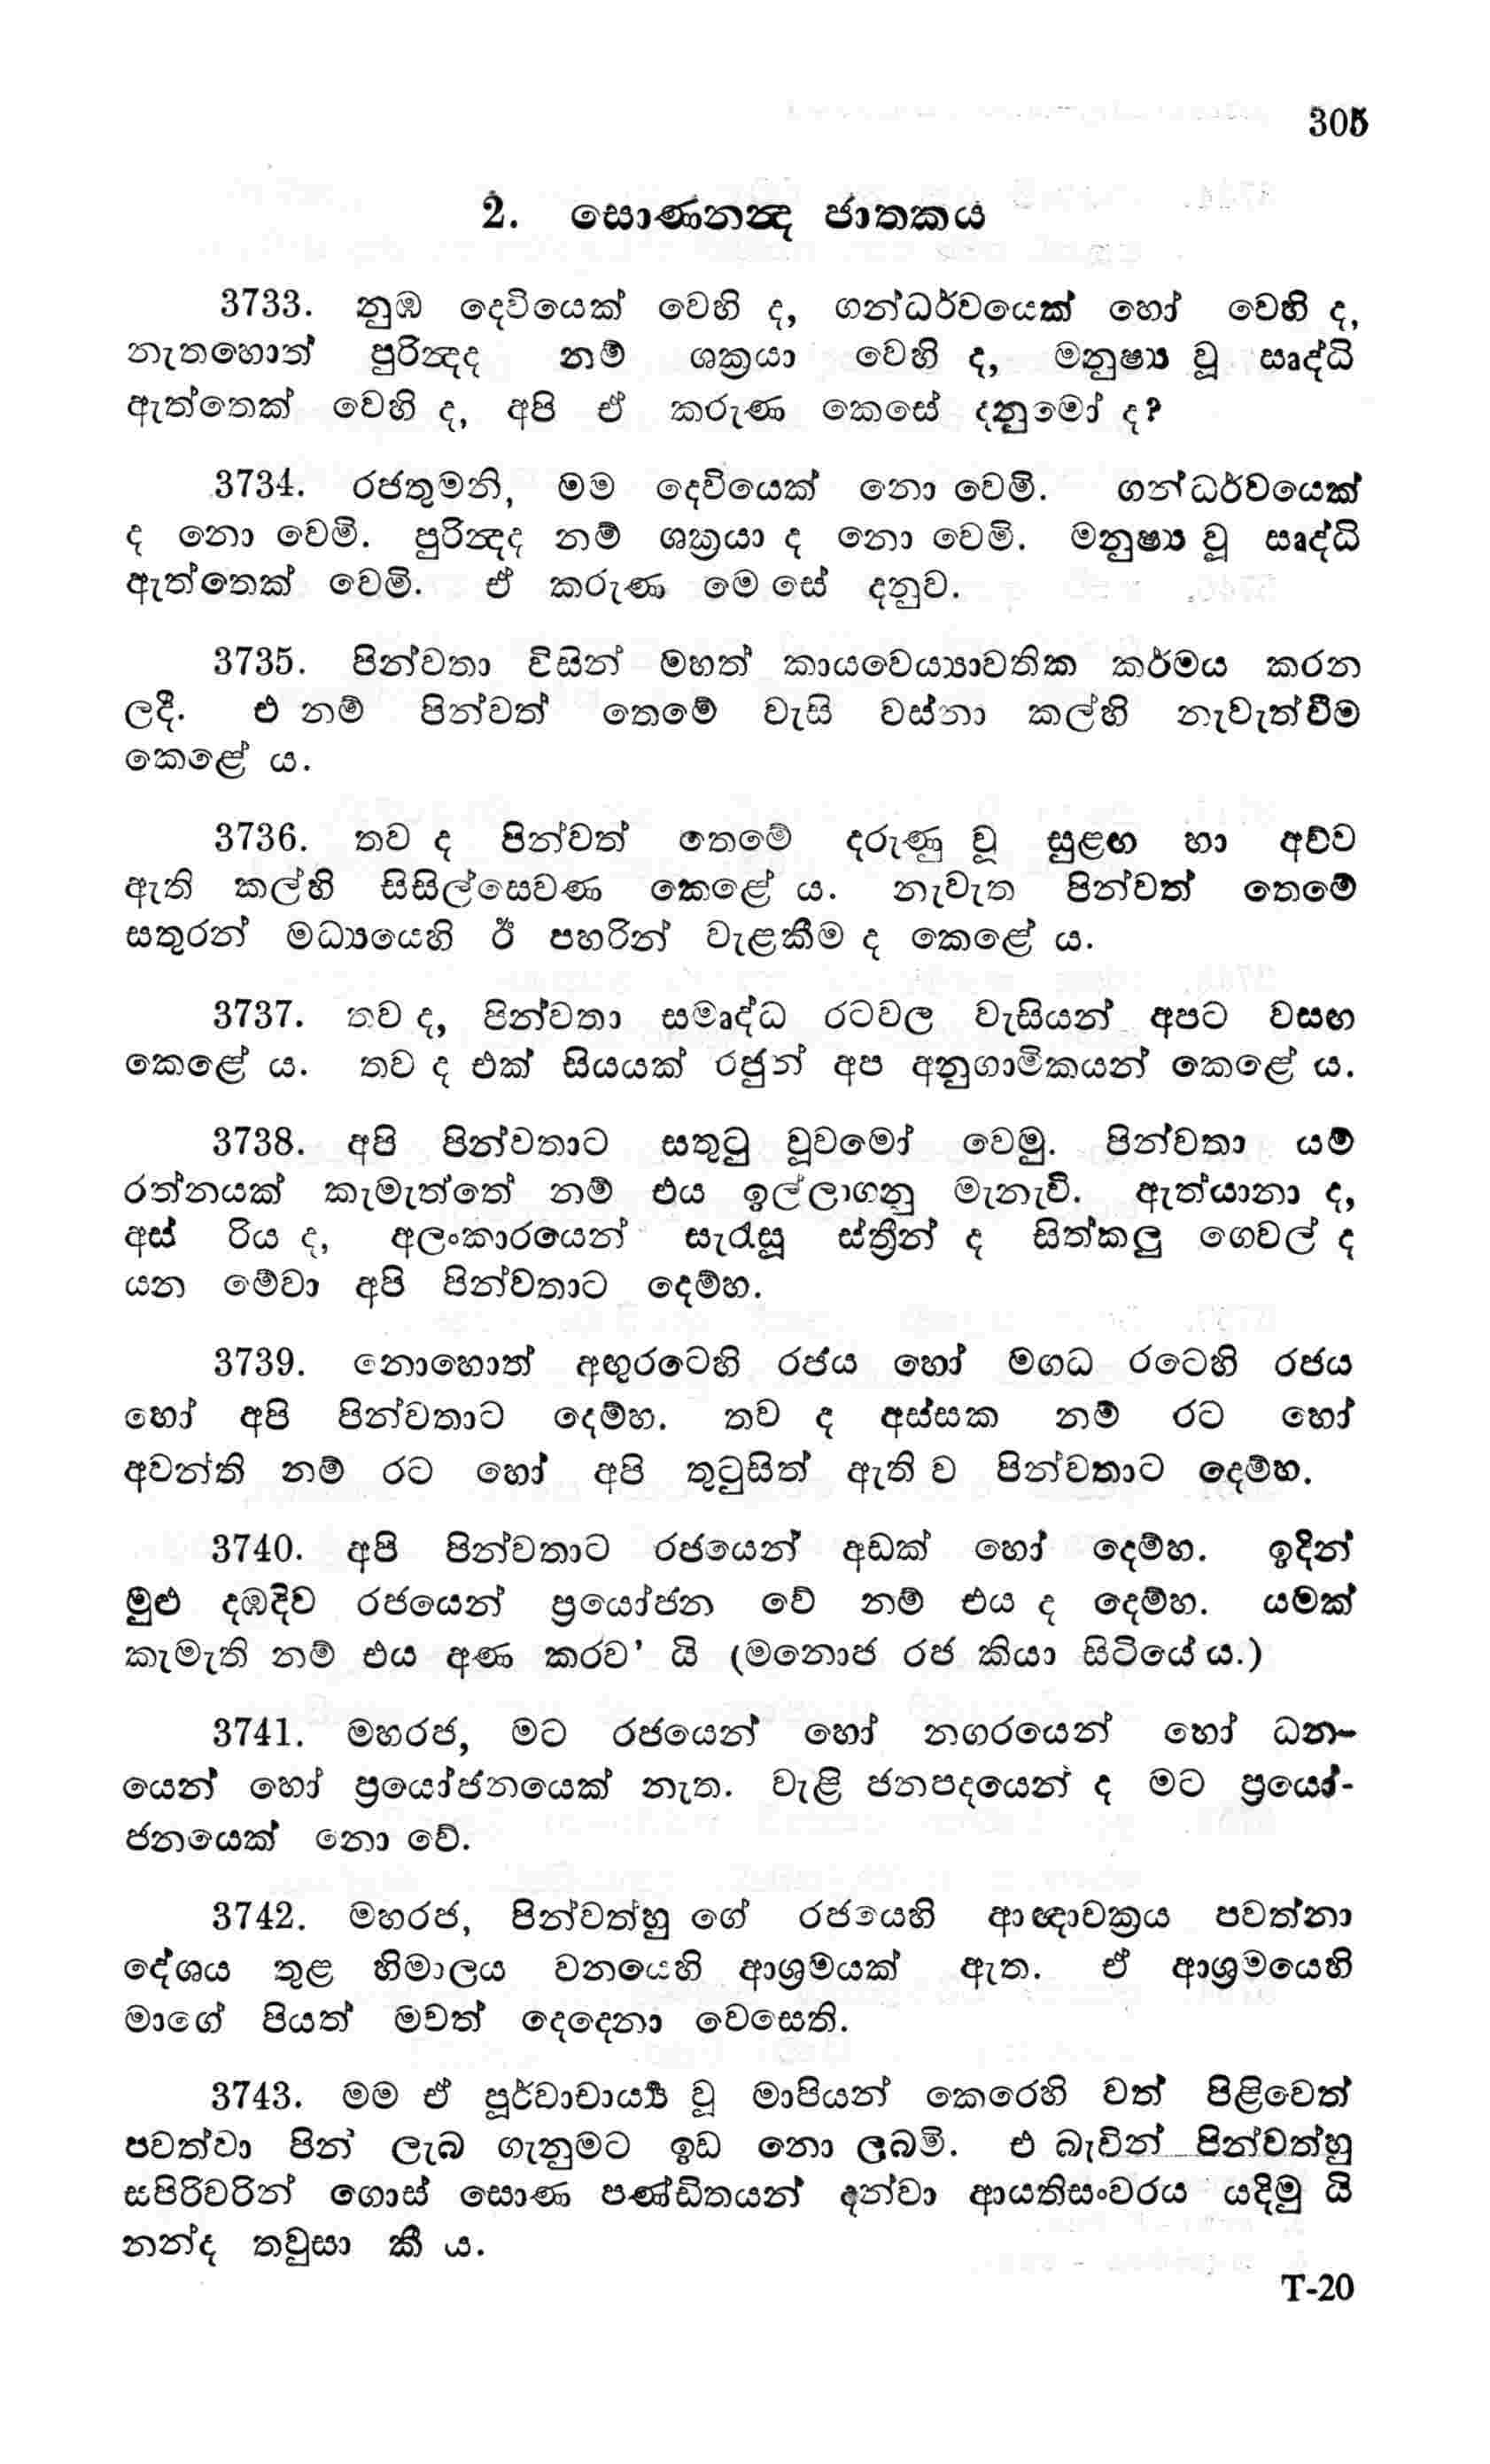 305
2. සොණනන්‍ද ජාතකය
3733. නුඹ දෙවියෙක් වෙහි ද, ගන්ධර්වයෙක් හෝ වෙහි ද,
නැතහොත් පුරින්‍දද නම් ශක්‍රයා වෙහි ද, මනුෂ්‍ය වූ ඍද්ධි
ඇත්තෙක් වෙහි ද, අපි ඒ කරුණ කෙසේ දනුමෝ ද?
3734. රජතුමනි, මම දෙවියෙක් නො වෙමි. ගන්ධර්වයෙක්
ද නො වෙමි. පුරින්‍දද නම් ශක්‍රයා ද නො වෙමි. මනුෂ්‍ය වූ ඍද්ධි
ඇත්තෙක් වෙමි. ඒ කරුණ මෙ සේ දනුව.
3735. පින්වතා විසින් මහත් කායවෙය්‍යාවතික කර්මය කරන
ලදී. එ නම් පින්වත් තෙමේ වැසි වස්නා කල්හි නැවැත්වීම
කෙළේ ය.
3736. තව ද පින්වත් තෙමේ දරුණු වූ සුළඟ හා අව්ව
ඇති කල්හි සිසිල්සෙවණ කෙළේ ය. නැවැත පින්වත් තෙමේ
සතුරන් මධ්‍යයෙහි ඊ පහරින් වැළකීම ද කෙළේ ය.
3737. තව ද, පින්වතා සමෘද්ධ රටවල වැසියන් අපට වසඟ
කෙළේ ය. තව ද එක් සියයක් රජුන් අප අනුගාමිකයන් කෙළේ ය.
3738. අපි පින්වතාට සතුටු වූවමෝ වෙමු. පින්වතා යම්
රත්නයක් කැමැත්තේ නම් එය ඉල්ලාගනු මැනැවි. ඇත්යානා ද,
අස් රිය ද, අලංකාරයෙන් සැරැසූ ස්ත්‍රීන් ද සිත්කලු ගෙවල් ද
යන මේවා අපි පින්වතාට දෙම්හ.
3739. නොහොත් අඟුරටෙහි රජය හෝ මගධ රටෙහි රජය
හෝ අපි පින්වතාට දෙම්හ. තව ද අස්සක නම් රට හෝ
අවන්ති නම් රට හෝ අපි තුටුසිත් ඇති ව පින්වතාට දෙම්හ.
3740. අපි පින්වතාට රජයෙන් අඩක් හෝ දෙම්හ. ඉදින්
මුළු දඹදිව රජයෙන් ප්‍රයෝජන වේ නම් එය ද දෙම්හ. යමක්
කැමැති නම් එය අණ කරව’ යි (මනොජ රජ කියා සිටියේ ය.)
3741. මහරජ, මට රජයෙන් හෝ නගරයෙන් හෝ ධන-
යෙන් හෝ ප්‍රයෝජනයෙක් නැත. වැළි ජනපදයෙන් ද මට ප්‍රයෝ-
ජනයෙක් නො වේ.
3742. මහරජ, පින්වත්හු ගේ රජයෙහි ආඥාචක්‍රය පවත්නා
දේශය තුළ හිමාලය වනයෙහි ආශ්‍රමයක් ඇත. ඒ ආශ්‍රමයෙහි
මාගේ පියත් මවත් දෙදෙනා වෙසෙති.
3743. මම ඒ පූර්වාචාර්‍ය්‍ය වූ මාපියන් කෙරෙහි වත් පිළිවෙත්
පවත්වා පින් ලැබ ගැනුමට ඉඩ නො ලබමි. එ බැවින් පින්වත්හු
සපිරිවරින් ගොස් සොණ පණ්ඩිතයන් දන්වා ආයතිසංවරය යදිමු යි
නන්ද තවුසා කී ය.
T-20